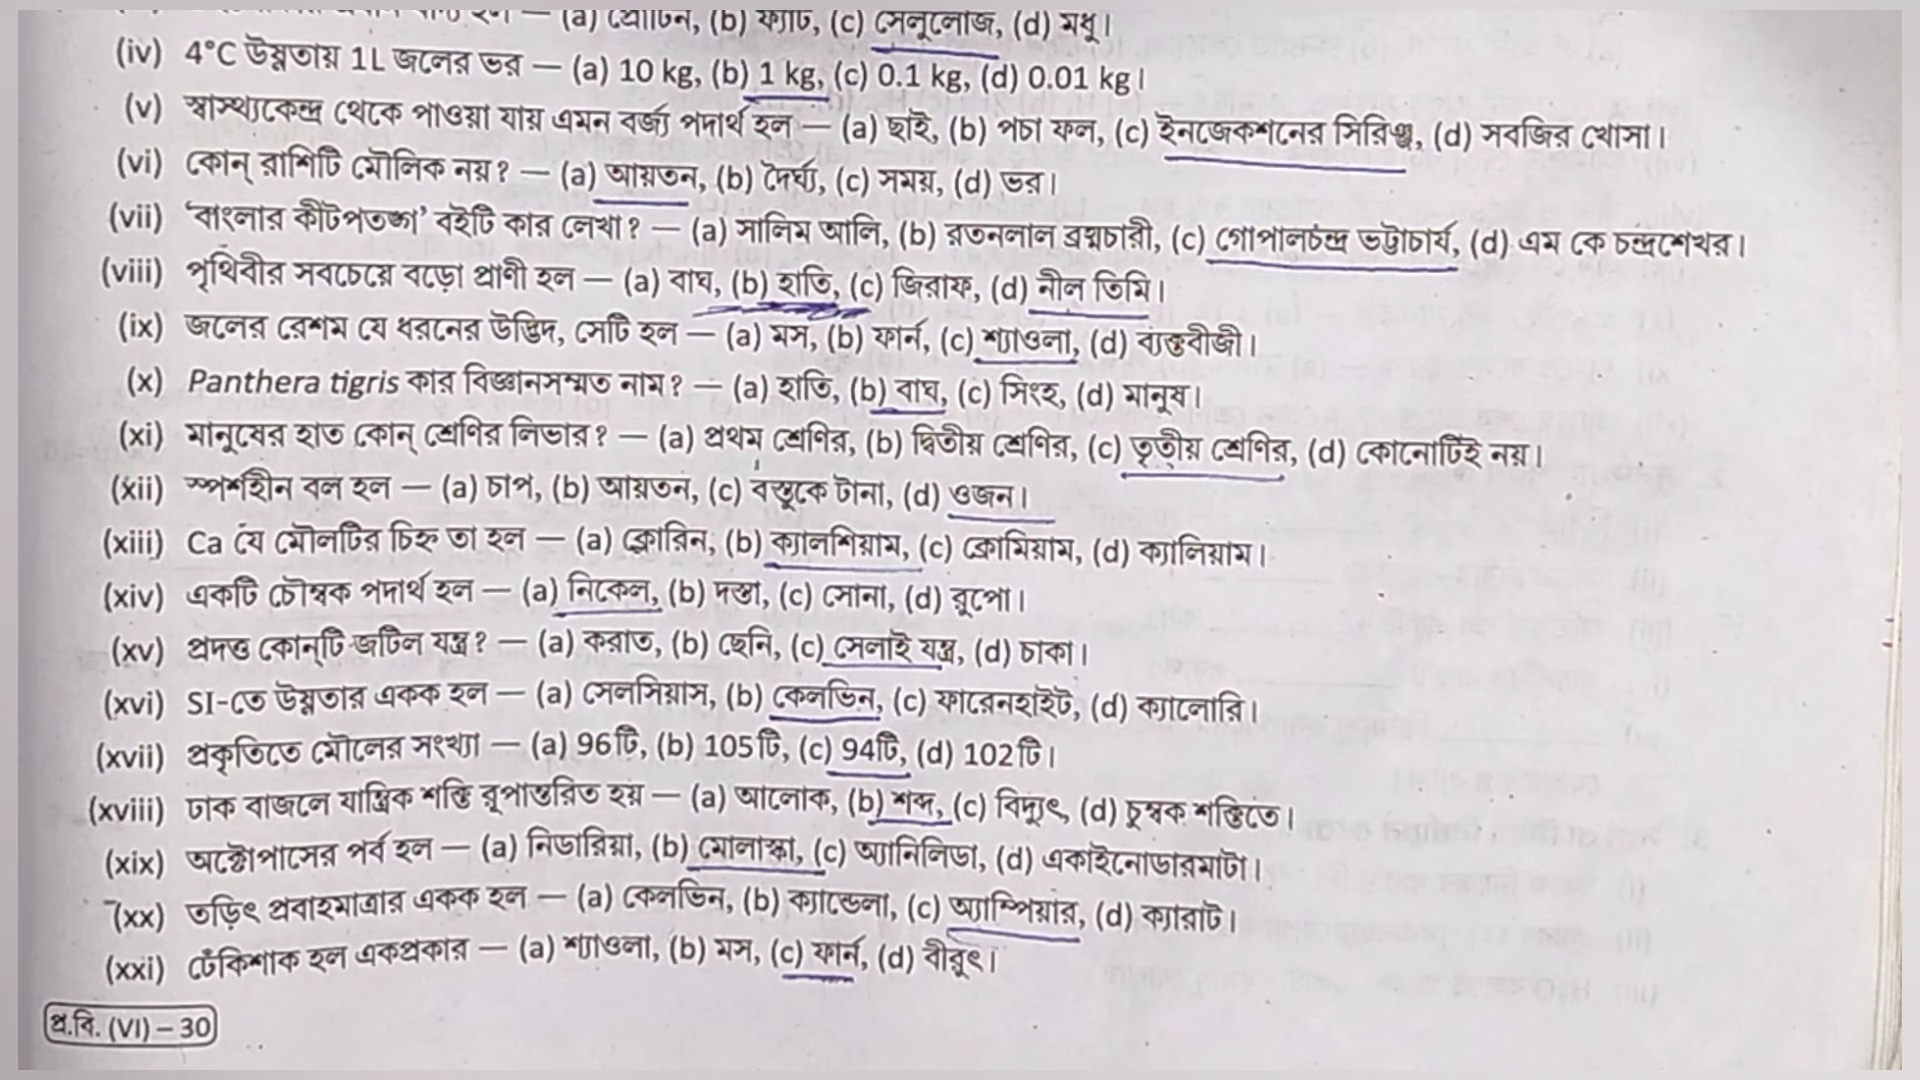 (a) প্রোটিন, (b) ফ্যাট, (c) সেলুলোজ, (d) মধু।
(iv) 4°C উষ্ণতায় 1L জলের ভর — (a) 10 kg, (b) 1 kg, (c) 0.1 kg, (d) 0.01 kg।
(v) স্বাস্থ্যকেন্দ্র থেকে পাওয়া যায় এমন বর্জ্য পদার্থ হল — (a) ছাই, (b) পচা ফল, (c) ইনজেকশনের সিরিঞ্জ, (d) সবজির খোসা।
(vi) কোন্ রাশিটি মৌলিক নয়? — (a) আয়তন, (b) দৈর্ঘ্য, (c) সময়, (d) ভর।
(vii) ‘বাংলার কীটপতঙ্গ’ বইটি কার লেখা? — (a) সালিম আলি, (b) রতনলাল ব্রহ্মচারী, (c) গোপালচন্দ্র ভট্টাচার্য, (d) এম কে চন্দ্রশেখর।
(viii) পৃথিবীর সবচেয়ে বড়ো প্রাণী হল — (a) বাঘ, (b) হাতি, (c) জিরাফ, (d) নীল তিমি।
(ix) জলের রেশম যে ধরনের উদ্ভিদ, সেটি হল — (a) মস, (b) ফার্ন, (c) শ্যাওলা, (d) ব্যক্তবীজী।
(x) Panthera tigris কার বিজ্ঞানসম্মত নাম? — (a) হাতি, (b) বাঘ, (c) সিংহ, (d) মানুষ।
(xi) মানুষের হাত কোন্ শ্রেণির লিভার? — (a) প্রথম শ্রেণির, (b) দ্বিতীয় শ্রেণির, (c) তৃতীয় শ্রেণির, (d) কোনোটিই নয়।
(xii) স্পর্শহীন বল হল — (a) চাপ, (b) আয়তন, (c) বস্তুকে টানা, (d) ওজন।
(xiii) Ca যে মৌলটির চিহ্ন তা হল — (a) ক্লোরিন, (b) ক্যালশিয়াম, (c) ক্রোমিয়াম, (d) ক্যালিয়াম।
(xiv) একটি চৌম্বক পদার্থ হল — (a) নিকেল, (b) দস্তা, (c) সোনা, (d) রুপো।
(xv) প্রদত্ত কোন্‌টি জটিল যন্ত্র? — (a) করাত, (b) ছেনি, (c) সেলাই যন্ত্র, (d) চাকা।
(xvi) SI-তে উষ্ণতার একক হল — (a) সেলসিয়াস, (b) কেলভিন, (c) ফারেনহাইট, (d) ক্যালোরি।
(xvii) প্রকৃতিতে মৌলের সংখ্যা — (a) 96টি, (b) 105টি, (c) 94টি, (d) 102টি।
(xviii) ঢাক বাজলে যান্ত্রিক শক্তি রূপান্তরিত হয় — (a) আলোক, (b) শব্দ, (c) বিদ্যুৎ, (d) চুম্বক শক্তিতে।
(xix) অক্টোপাসের পর্ব হল — (a) নিডারিয়া, (b) মোলাস্কা, (c) অ্যানিলিডা, (d) একাইনোডারমাটা।
(xx) তড়িৎ প্রবাহমাত্রার একক হল — (a) কেলভিন, (b) ক্যান্ডেলা, (c) অ্যাম্পিয়ার, (d) ক্যারাট।
(xxi) ঢেঁকিশাক হল একপ্রকার — (a) শ্যাওলা, (b) মস, (c) ফার্ন, (d) বীরুৎ।
প্র.বি. (VI) – 30